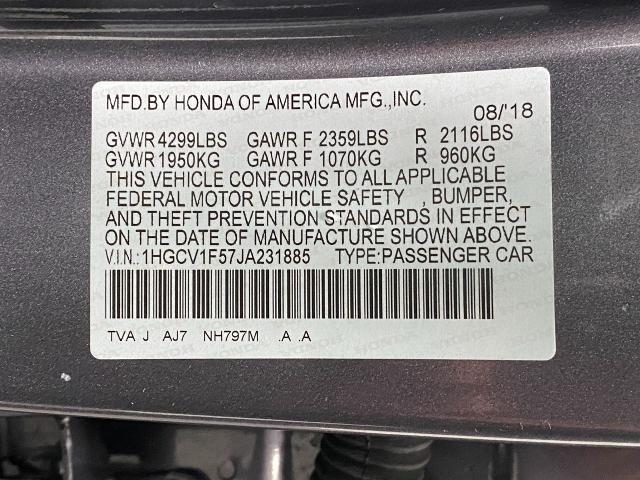 MFD.BY HONDA OF AMERICA MFG.,INC.
08/'18
GVWR 4299LBS GAWR F 2359LBS R 2116LBS
GVWR 1950KG GAWR F 1070KG R 960KG
THIS VEHICLE CONFORMS TO ALL APPLICABLE
FEDERAL MOTOR VEHICLE SAFETY , BUMPER,
AND THEFT PREVENTION STANDARDS IN EFFECT
ON THE DATE OF MANUFACTURE SHOWN ABOVE.
V.I.N.: 1HGCV1F57JA231885 TYPE:PASSENGER CAR
TVA J AJ7 NH797M .A .A